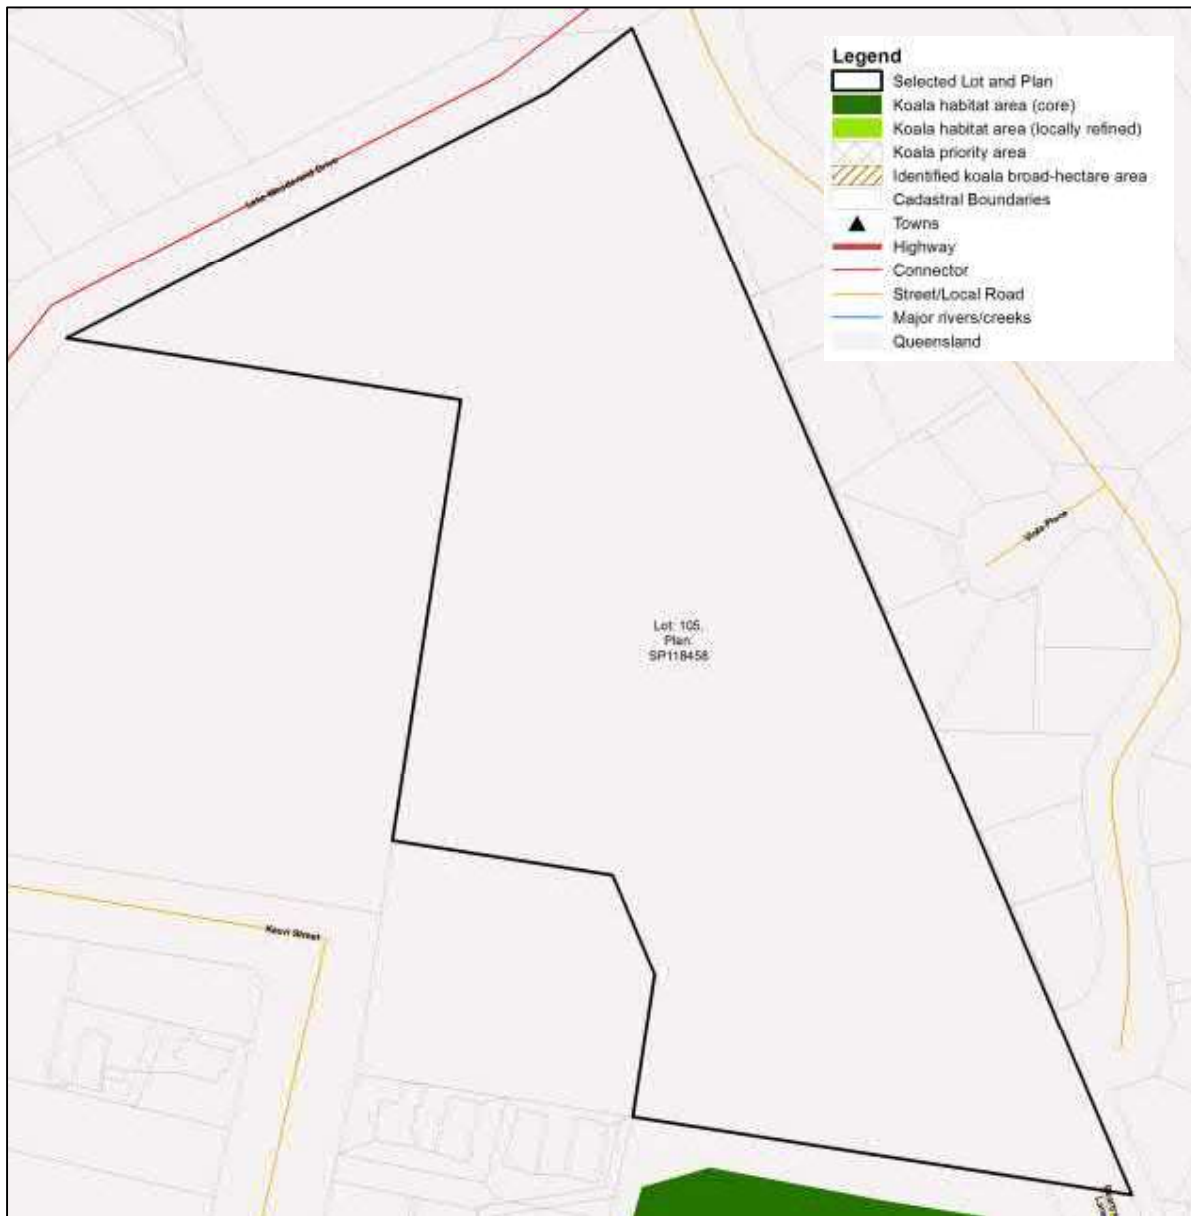 Legend
Selected Lot and Plan
Koala habitat area (core)
Koala habitat area (locally refined)
Koala priority area
Identified koala broad-hectare area
Cadastral Boundaries
Towns
Highway
Connector
Street/Local Road
Major rivers/creeks
Queensland
Drive
Place
Lot: 105,
Plan:
SP118458
Street